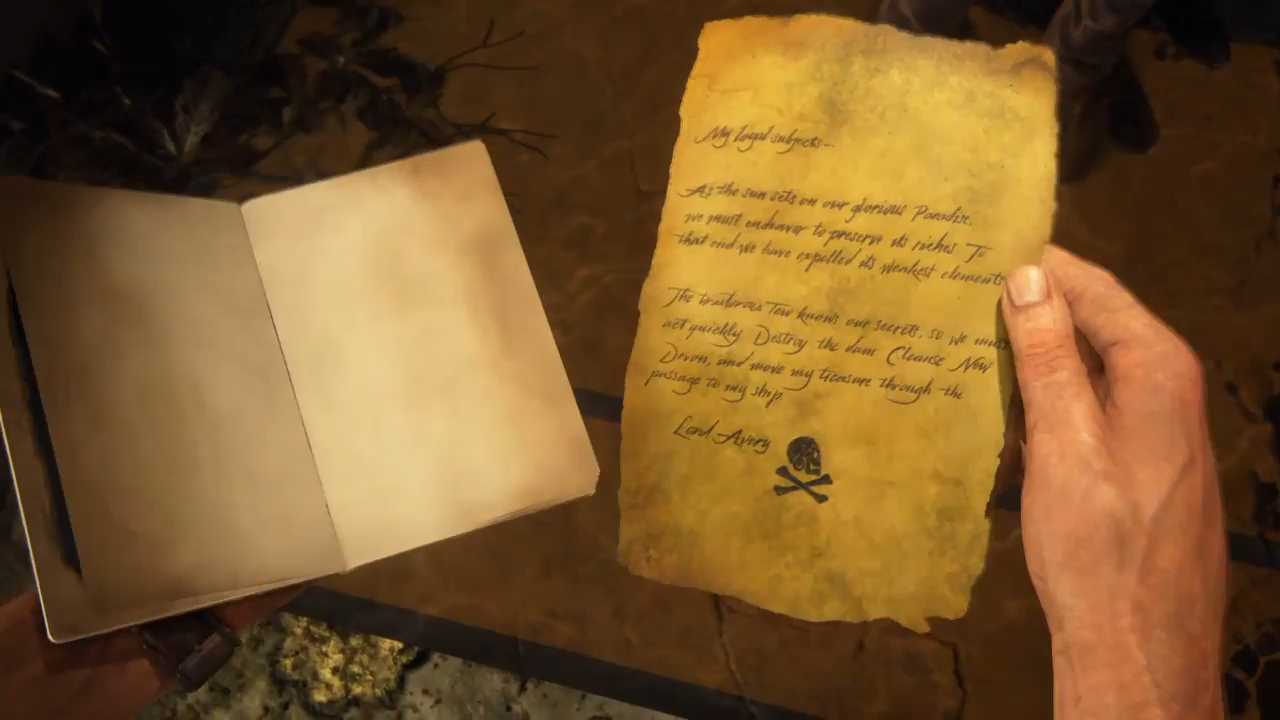 My loyal subjects—
As the sun sets on our glorious Paradise,
we must endeavor to preserve its riches To
that end we have expelled its weakest elements
The traitorous Tew knows our secrets, so we must
act quickly Destroy the dam. Cleanse New
Devon, and move my treasure through the
passage to my ship.
Lord Avery